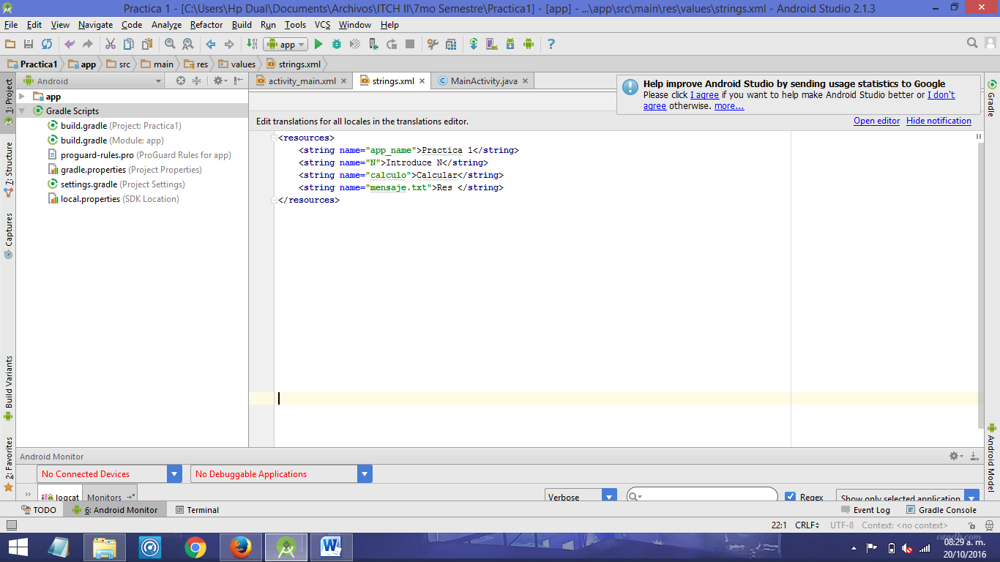 Practica 1 - [C:\Users\Hp Dual\Documents\Archivos\ITCH II\7mo Semestre\Practica1] - [app] - ...\app\src\main\res\values\strings.xml - Android Studio 2.1.3
File Edit View Navigate Code Analyze Refactor Build Run Tools VCS Window Help
app
Practica1 app src main res values strings.xml
1: Project
7: Structure
Captures
Build Variants
2: Favorites
Android
app
Gradle Scripts
build.gradle (Project: Practica1)
build.gradle (Module: app)
proguard-rules.pro (ProGuard Rules for app)
gradle.properties (Project Properties)
settings.gradle (Project Settings)
local.properties (SDK Location)
activity_main.xml strings.xml MainActivity.java
Help improve Android Studio by sending usage statistics to Google
Please click I agree if you want to help make Android Studio better or I don't
agree otherwise. more...
Edit translations for all locales in the translations editor. Open editor Hide notification
<resources>
<string name="app_name">Practica 1</string>
<string name="N">Introduce N</string>
<string name="calculo">Calcular</string>
<string name="mensaje.txt">Res </string>
</resources>
Gradle
Android Model
Android Monitor
No Connected Devices No Debuggable Applications
logcat Monitors Verbose Regex Show only selected application
TODO 6: Android Monitor Terminal Event Log Gradle Console
22:1 CRLF UTF-8 Context: <no context>
candh.com
08:29 a. m.
20/10/2016